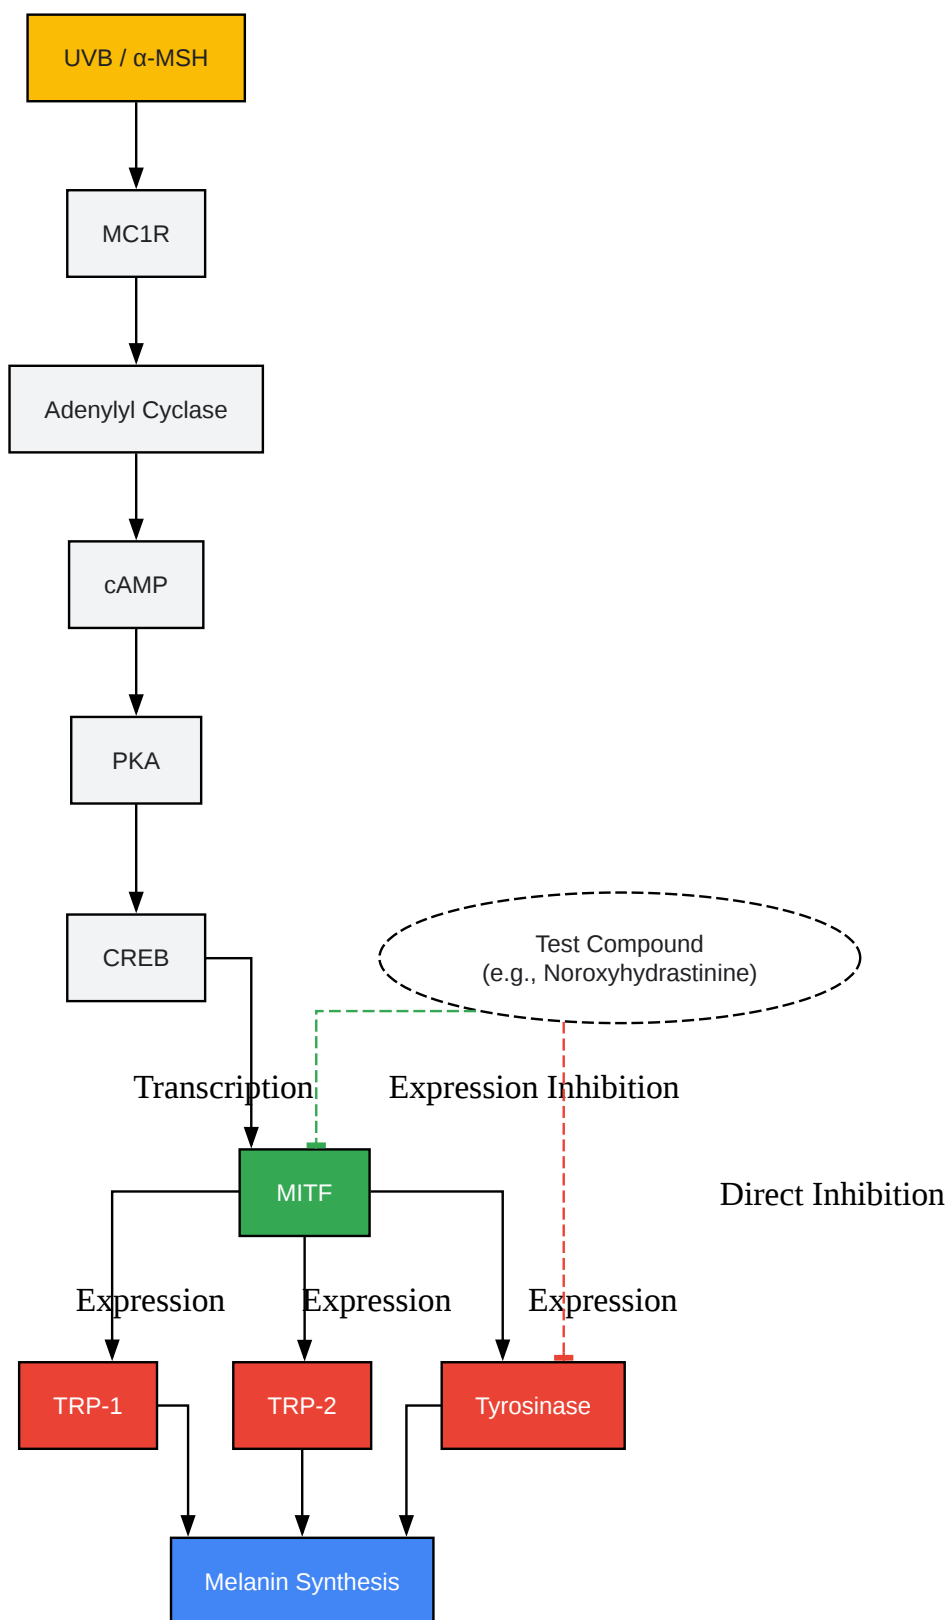 UVB / α-MSH
MC1R
Adenylyl Cyclase
cAMP
PKA
CREB
Test Compound
(e.g., Noroxyhydrastinine)
Transcription
Expression Inhibition
MITF
Direct Inhibition
Expression
Expression
Expression
TRP-1
TRP-2
Tyrosinase
Melanin Synthesis